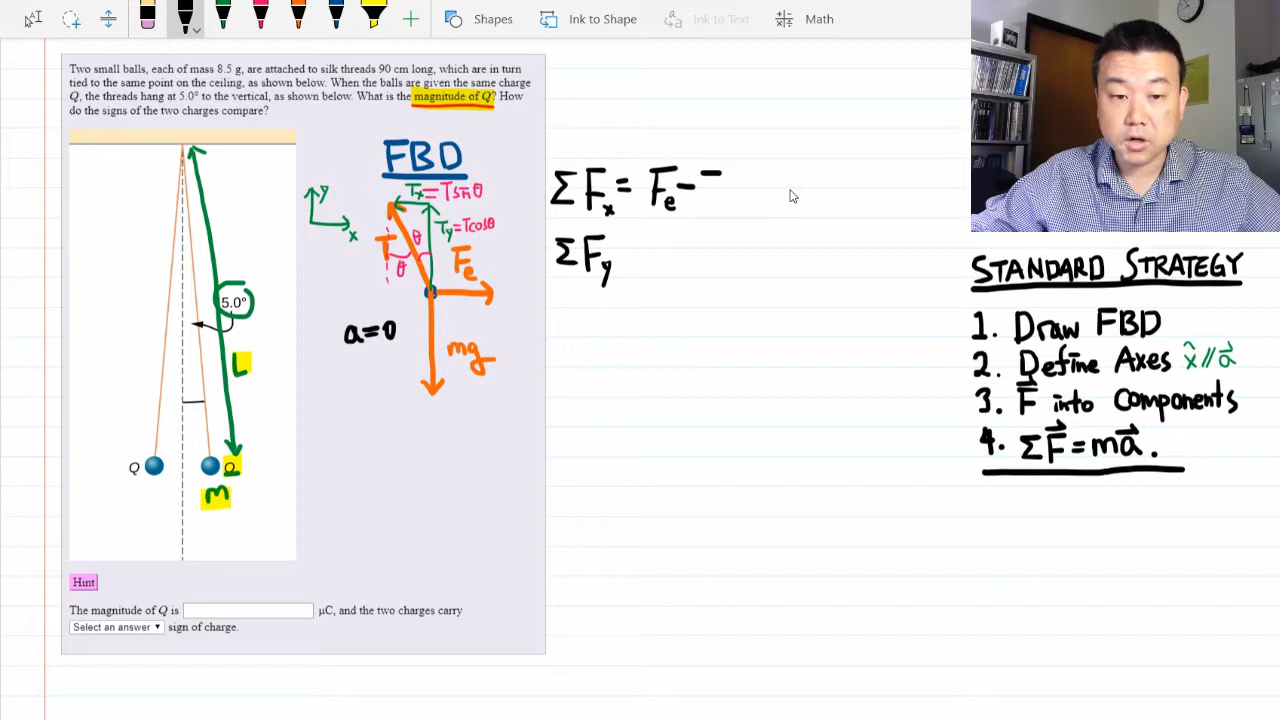 Shapes
Ink to Shape
Ink to Text
Math
Two small balls, each of mass 8.5 g, are attached to silk threads 90 cm long, which are in turn
tied to the same point on the ceiling, as shown below. When the balls are given the same charge
Q, the threads hang at 5.0° to the vertical, as shown below. What is the magnitude of Q? How
do the signs of the two charges compare?
5.0°
L
Q
Q
m
Hint
The magnitude of Q is μC, and the two charges carry
Select an answer sign of charge.
FBD
y
x
Tx = Tsinθ
Ty = Tcosθ
T
θ
θ
Fe
a=0
mg
ΣFx = Fe - -
ΣFy
STANDARD STRATEGY
1. Draw FBD
2. Define Axes x̂ // a⃗
3. F⃗ into Components
4. ΣF⃗ = ma⃗.